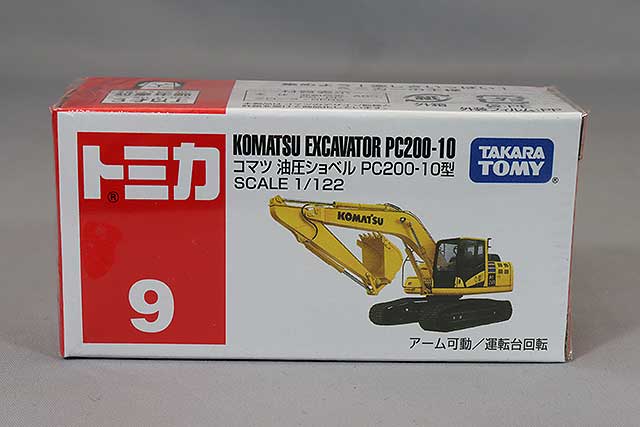 トミカ
®
9
KOMATSU EXCAVATOR PC200-10
コマツ 油圧ショベル PC200-10型
SCALE 1/122
TAKARA
TOMY
®
KOMATSU
アーム可動／運転台回転